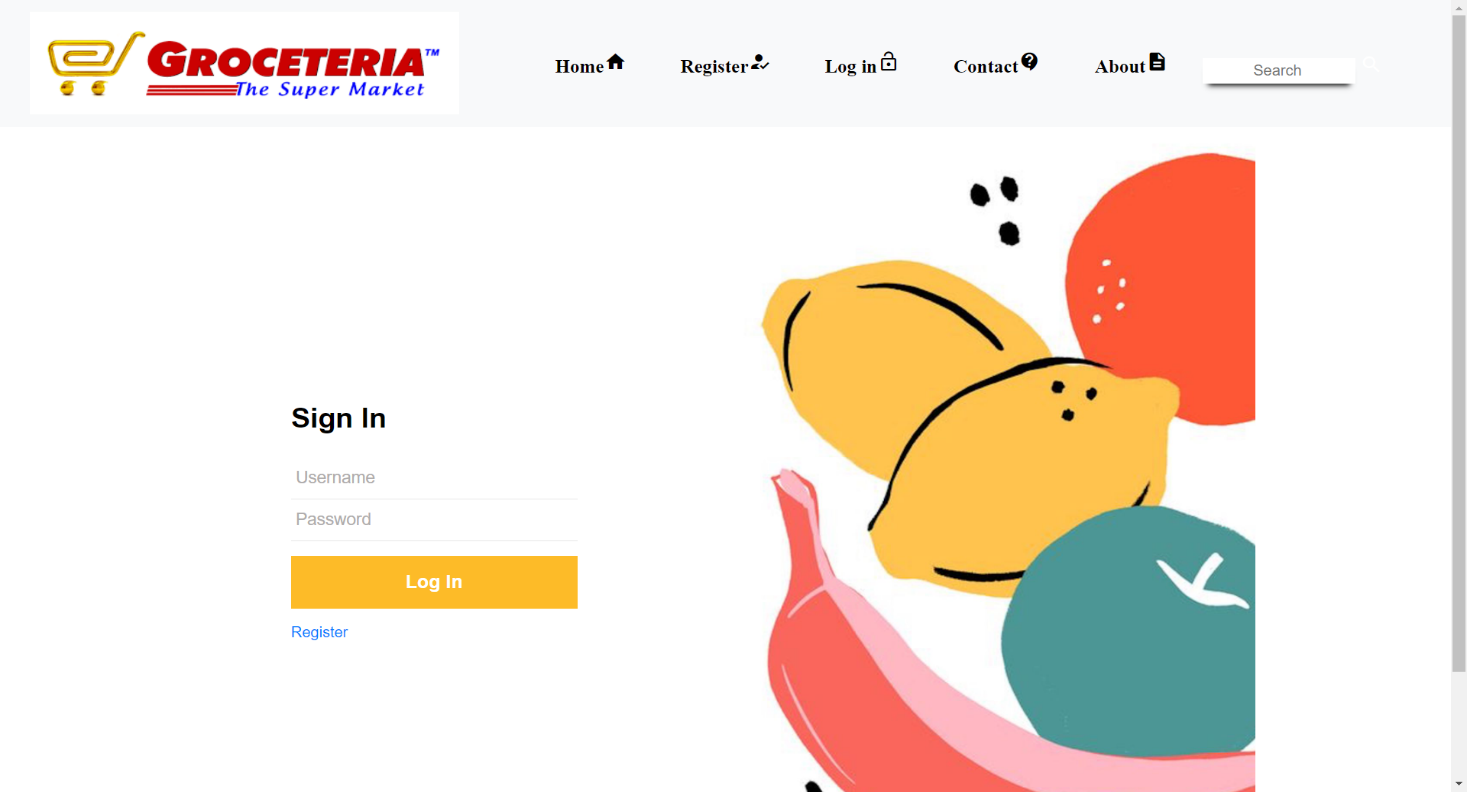 GROCETERIA™
The Super Market
Home
Register
Log in
Contact
About
Search
Sign In
Username
Password
Log In
Register